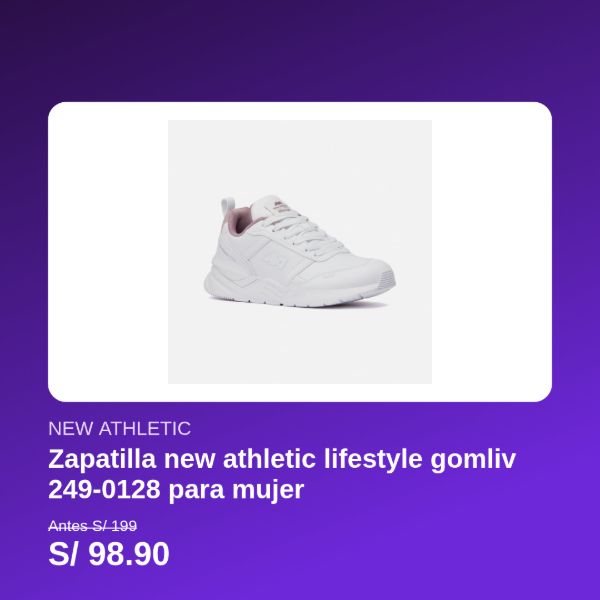 NEW ATHLETIC
Zapatilla new athletic lifestyle gomliv
249-0128 para mujer
Antes S/ 199
S/ 98.90